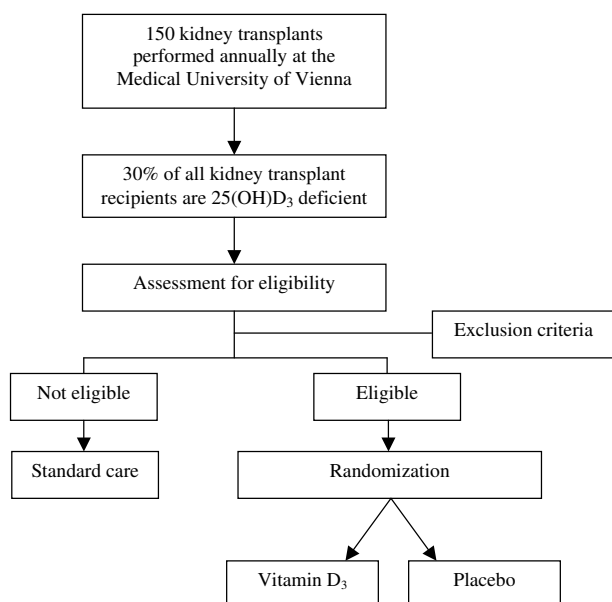 150 kidney transplants
performed annually at the
Medical University of Vienna
30% of all kidney transplant
recipients are 25(OH)D₃ deficient
Assessment for eligibility
Exclusion criteria
Not eligible
Eligible
Standard care
Randomization
Vitamin D₃
Placebo